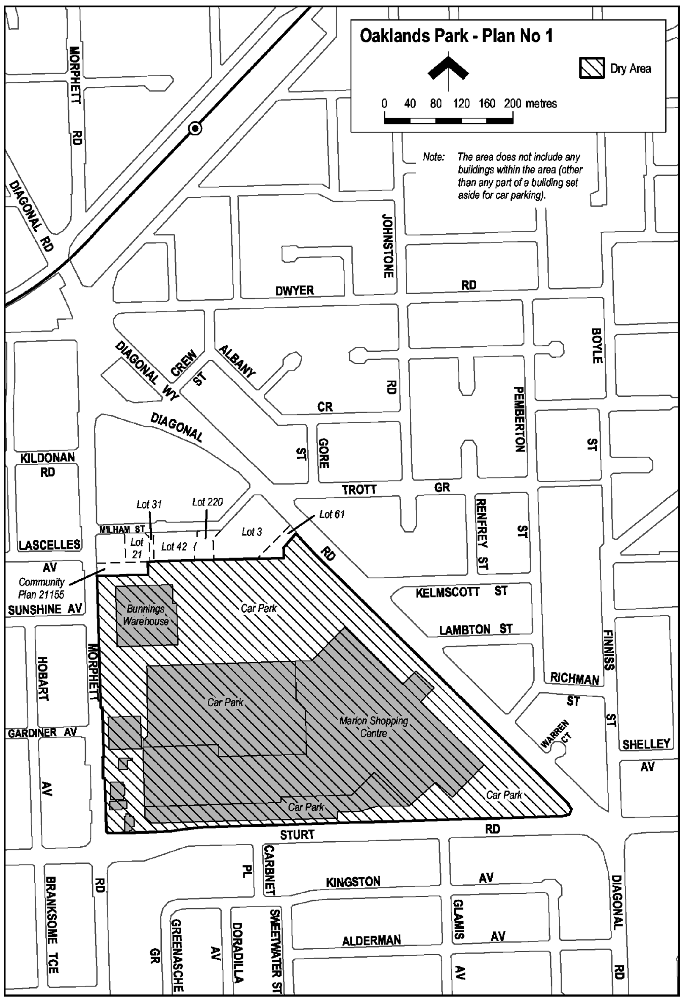 Oaklands Park - Plan No 1
Dry Area
0 40 80 120 160 200 metres
Note: The area does not include any
buildings within the area (other
than any part of a building set
aside for car parking).
MORPHETT
RD
DIAGONAL RD
JOHNSTONE
DWYER
RD
BOYLE
DIAGONAL WY
CREW
ST
ALBANY
RD
CR
PEMBERTON
DIAGONAL
KILDONAN
RD
ST
GORE
ST
TROTT
GR
Lot 31
Lot 220
Lot 61
RENFREY ST
ST
MILHAM ST
Lot 3
LASCELLES
Lot
21
Lot 42
RD
AV
Community
Plan 21155
SUNSHINE AV
KELMSCOTT ST
Bunnings
Warehouse
Car Park
LAMBTON ST
FINNISS
MORPHETT
HOBART
RICHMAN
ST
Car Park
Marion Shopping
Centre
ST
WARREN
CT
GARDINER AV
SHELLEY
AV
AV
Car Park
Car Park
STURT
RD
CARBNET
PL
KINGSTON
AV
RD
BRANKSOME TCE
DIAGONAL
GLAMIS
GREENASCHE
GR
AV
DORADILLA
SWEETWATER ST
ALDERMAN
AV
AV
RD